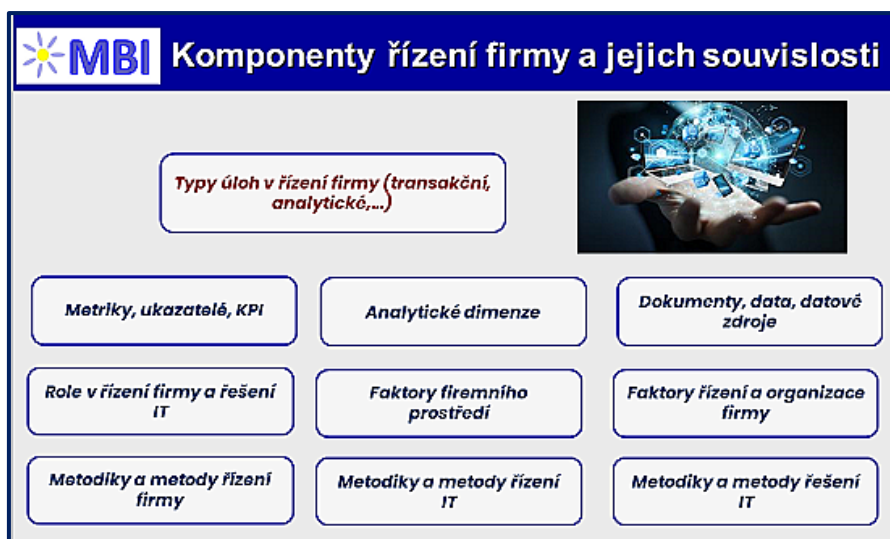 MBI Komponenty řízení firmy a jejich souvislosti
Typy úloh v řízení firmy (transakční,
analytické,...)
Metriky, ukazatelé, KPI
Analytické dimenze
Dokumenty, data, datové
zdroje
Role v řízení firmy a řešení
IT
Faktory firemního
prostředí
Faktory řízení a organizace
firmy
Metodiky a metody řízení
firmy
Metodiky a metody řízení
IT
Metodiky a metody řešení
IT